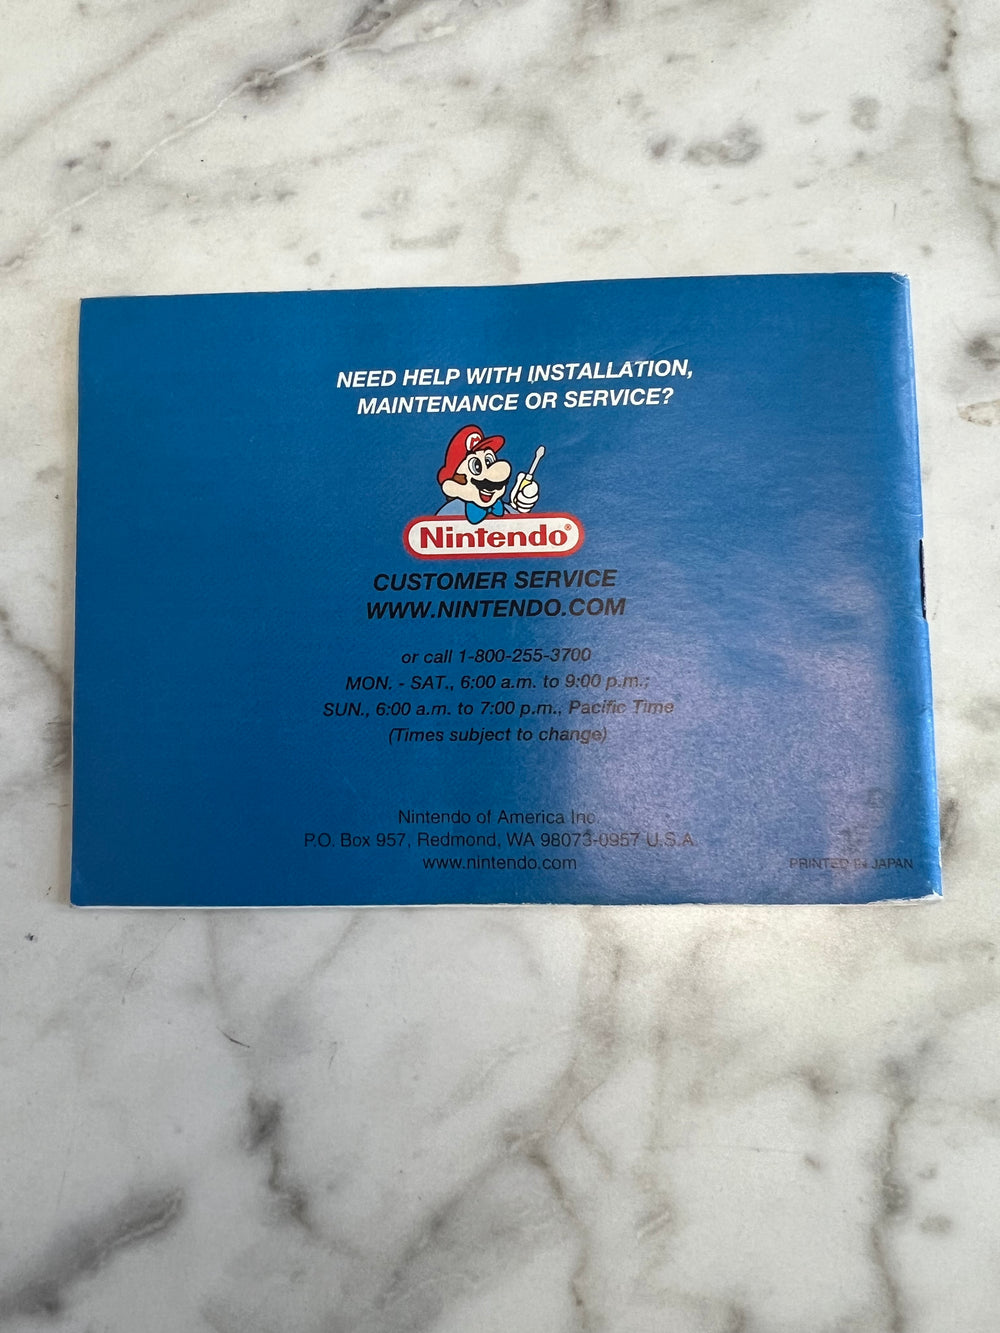 NEED HELP WITH INSTALLATION,
MAINTENANCE OR SERVICE?
M
Nintendo®
CUSTOMER SERVICE
WWW.NINTENDO.COM
or call 1-800-255-3700
MON. - SAT., 6:00 a.m. to 9:00 p.m.;
SUN., 6:00 a.m. to 7:00 p.m., Pacific Time
(Times subject to change)
Nintendo of America Inc.
P.O. Box 957, Redmond, WA 98073-0957 U.S.A.
www.nintendo.com
PRINTED IN JAPAN